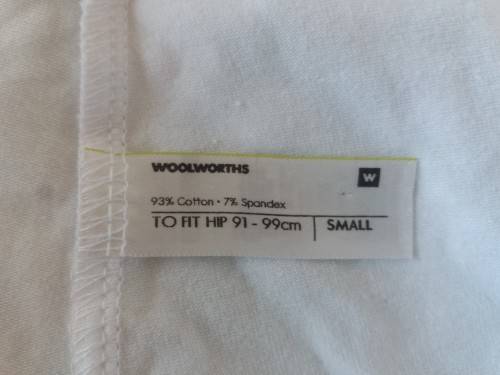 WOOLWORTHS
W
93% Cotton • 7% Spandex
TO FIT HIP 91 - 99cm | SMALL